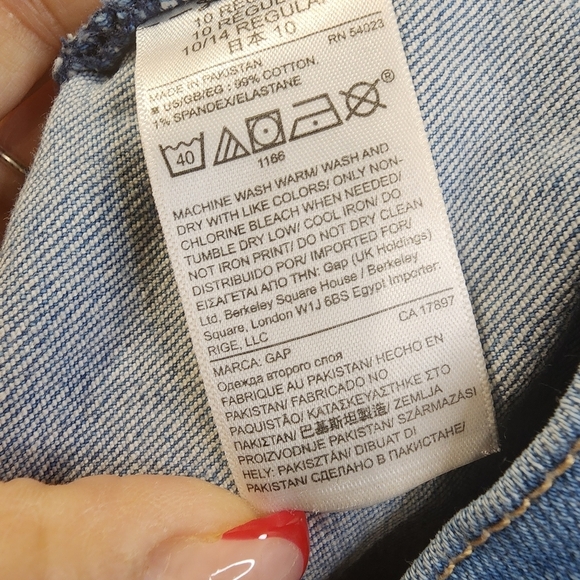 10 REGULAR
10 REGULAR
10/14 REGULAR
日本 10
RN 54023
MADE IN PAKISTAN
US/GB/EG : 99% COTTON.
1% SPANDEX/ELASTANE
40
1166
®
MACHINE WASH WARM/ WASH AND
DRY WITH LIKE COLORS/ ONLY NON-
CHLORINE BLEACH WHEN NEEDED/
TUMBLE DRY LOW/ COOL IRON/ DO
NOT IRON PRINT/ DO NOT DRY CLEAN
DISTRIBUIDO POR/ IMPORTED FOR/
ΕΙΣΑΓΕΤΑΙ ΑΠΟ ΤΗΝ: Gap (UK Holdings)
Ltd, Berkeley Square House / Berkeley
Square, London W1J 6BS Egypt Importer:
RIGE, LLC
CA 17897
MARCA: GAP
Одежда второго слоя
FABRIQUE AU PAKISTAN/ HECHO EN
PAKISTAN/ FABRICADO NO
PAQUISTÃO/ ΚΑΤΑΣΚΕΥΑΣΤΗΚΕ ΣΤΟ
ΠΑΚΙΣΤΑΝ/ 巴基斯坦製造/ ZEMLJA
PROIZVODNJE PAKISTAN/ SZÁRMAZÁSI
HELY: PAKISZTÁN/ DIBUAT DI
PAKISTAN/ СДЕЛАНО В ПАКИСТАНЕ/